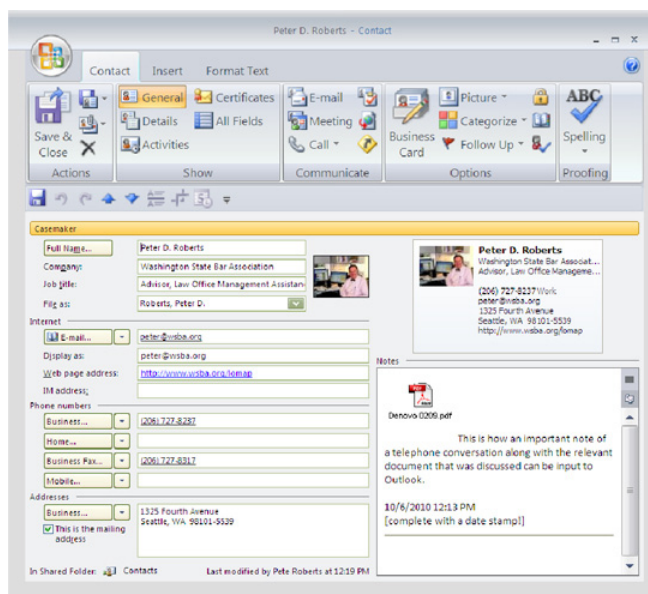 Peter D. Roberts - Contact
Contact Insert Format Text
Save & Close
General
Details
Activities
Certificates
All Fields
E-mail
Meeting
Call
Business Card
Picture
Categorize
Follow Up
ABC
Spelling
Actions Show Communicate Options Proofing
Casemaker
Full Name... Peter D. Roberts
Company: Washington State Bar Association
Job title: Advisor, Law Office Management Assistan
File as: Roberts, Peter D.
Internet
E-mail... peter@wsba.org
Display as: peter@wsba.org
Web page address: http://www.wsba.org/lomap
IM address:
Phone numbers
Business... (206) 727-8237
Home...
Business Fax... (206) 727-8317
Mobile...
Addresses
Business... 1325 Fourth Avenue
Seattle, WA 98101-5539
This is the mailing
address
In Shared Folder: Contacts Last modified by Pete Roberts at 12:19 PM
Peter D. Roberts
Washington State Bar Associat...
Advisor, Law Office Manageme...
(206) 727-8237 Work
peter@wsba.org
1325 Fourth Avenue
Seattle, WA 98101-5539
http://www.wsba.org/lomap
Notes
Denovo 0209.pdf
This is how an important note of
a telephone conversation along with the relevant
document that was discussed can be input to
Outlook.
10/6/2010 12:13 PM
[complete with a date stamp!]